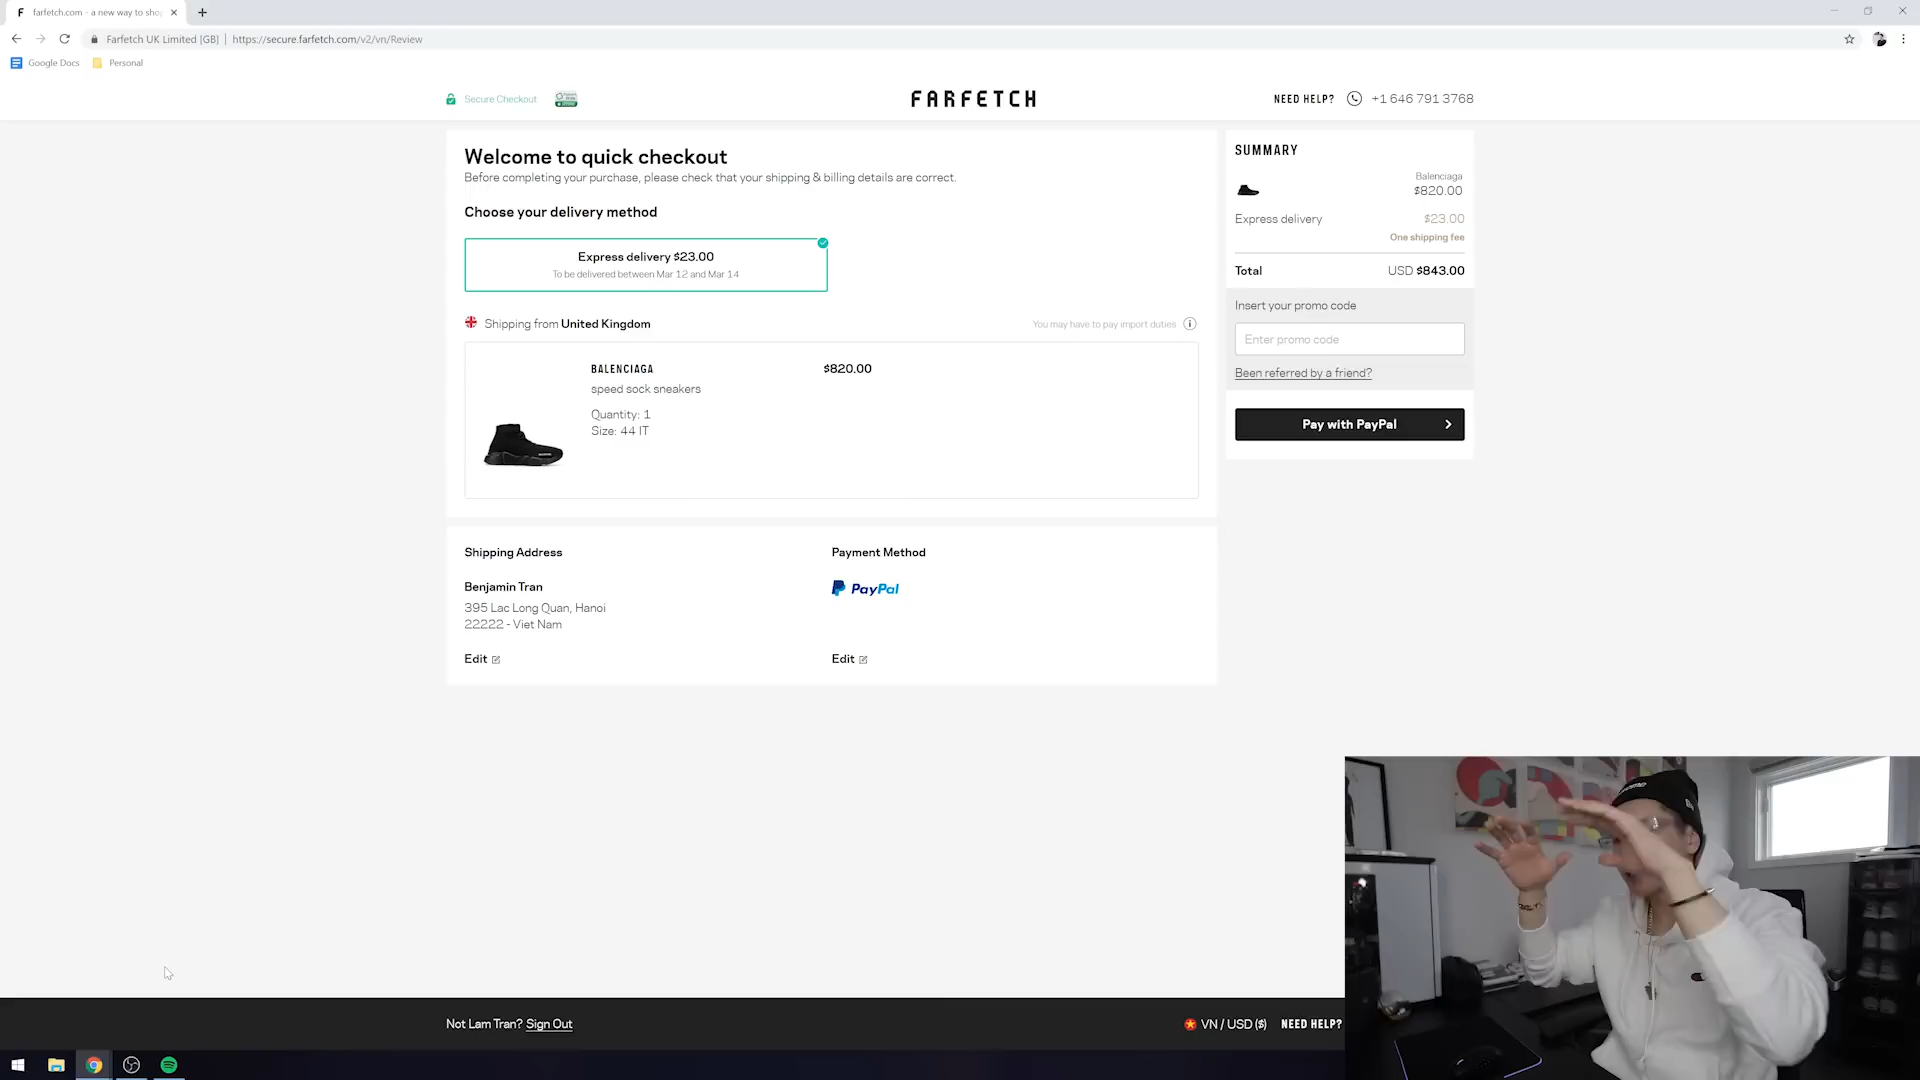 farfetch.com - a new way to sho
Farfetch UK Limited [GB] | https://secure.farfetch.com/v2/vn/Review
Google Docs Personal
Secure Checkout
FARFETCH
NEED HELP? +1 646 791 3768
Welcome to quick checkout
Before completing your purchase, please check that your shipping & billing details are correct.
Choose your delivery method
Express delivery $23.00
To be delivered between Mar 12 and Mar 14
Shipping from United Kingdom
You may have to pay import duties
BALENCIAGA
$820.00
speed sock sneakers
Quantity: 1
Size: 44 IT
Shipping Address
Benjamin Tran
395 Lac Long Quan, Hanoi
22222 - Viet Nam
Edit
Payment Method
PayPal
Edit
SUMMARY
Balenciaga
$820.00
Express delivery $23.00
One shipping fee
Total USD $843.00
Insert your promo code
Enter promo code
Been referred by a friend?
Pay with PayPal
Not Lam Tran? Sign Out
VN / USD ($) NEED HELP?